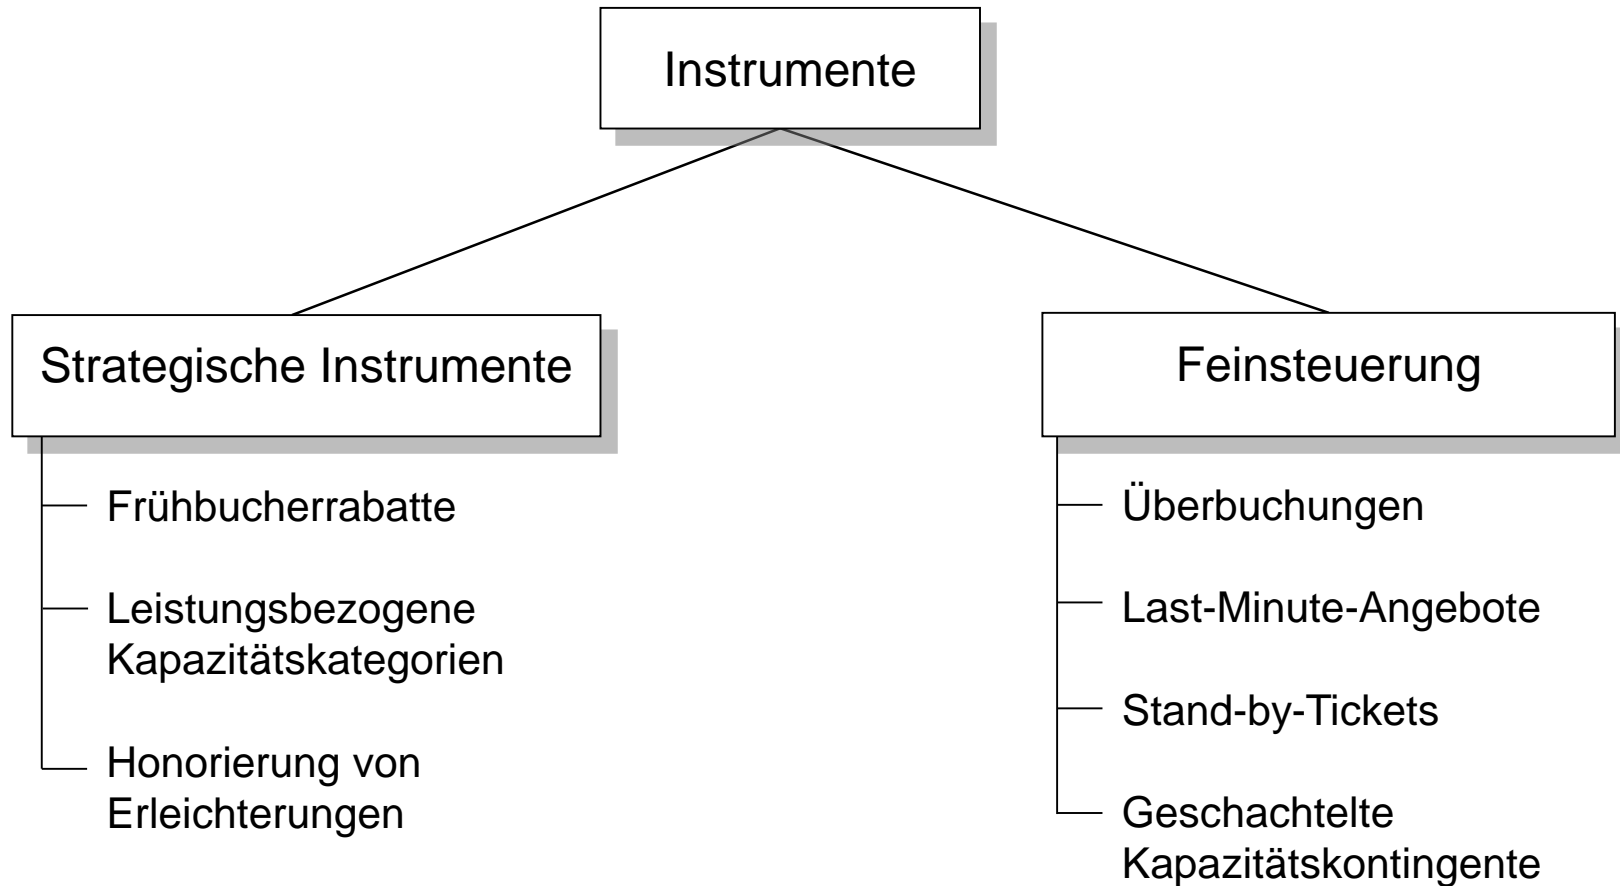 Instrumente
Strategische Instrumente
Frühbucherrabatte
Leistungsbezogene
Kapazitätskategorien
Honorierung von
Erleichterungen
Feinsteuerung
Überbuchungen
Last-Minute-Angebote
Stand-by-Tickets
Geschachtelte
Kapazitätskontingente